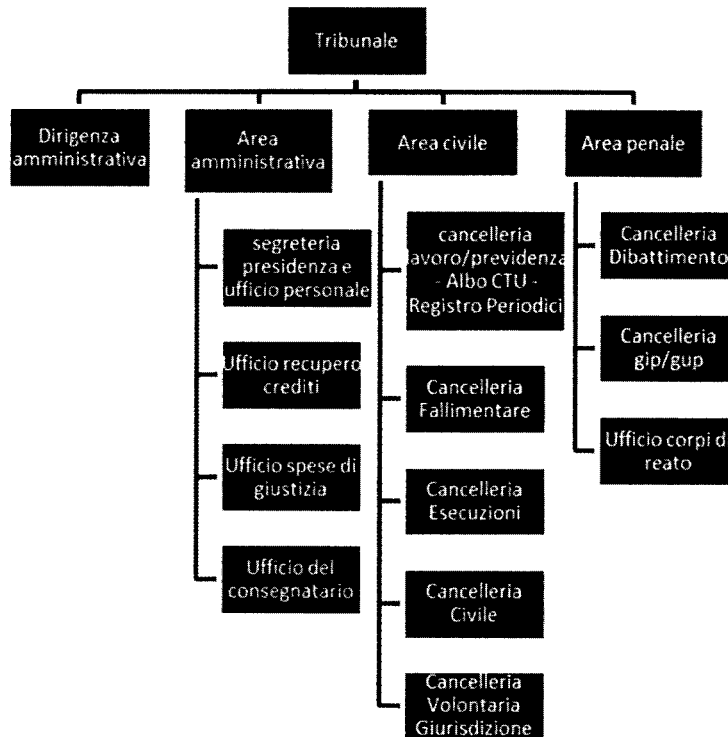 Tribunale
Dirigenza
amministrativa
Area
amministrativa
Area civile
Area penale
segreteria
presidenza e
ufficio personale
Ufficio recupero
crediti
Ufficio spese di
giustizia
Ufficio del
consegnatario
cancelleria
lavoro/previdenza
- Albo CTU -
Registro Periodici
Cancelleria
Fallimentare
Cancelleria
Esecuzioni
Cancelleria
Civile
Cancelleria
Volontaria
Giurisdizione
Cancelleria
Dibattimento
Cancelleria
gip/gup
Ufficio corpi di
reato